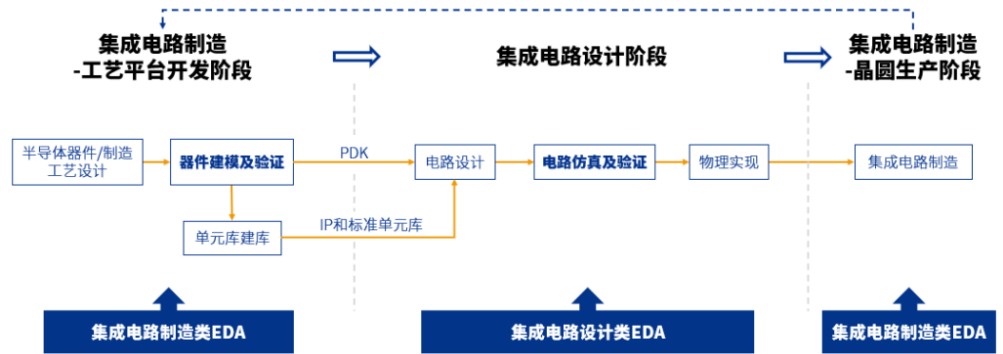 集成电路制造
-工艺平台开发阶段
集成电路设计阶段
集成电路制造
-晶圆生产阶段
半导体器件/制造
工艺设计
器件建模及验证
PDK
电路设计
电路仿真及验证
物理实现
集成电路制造
单元库建库
IP和标准单元库
集成电路制造类EDA
集成电路设计类EDA
集成电路制造类EDA